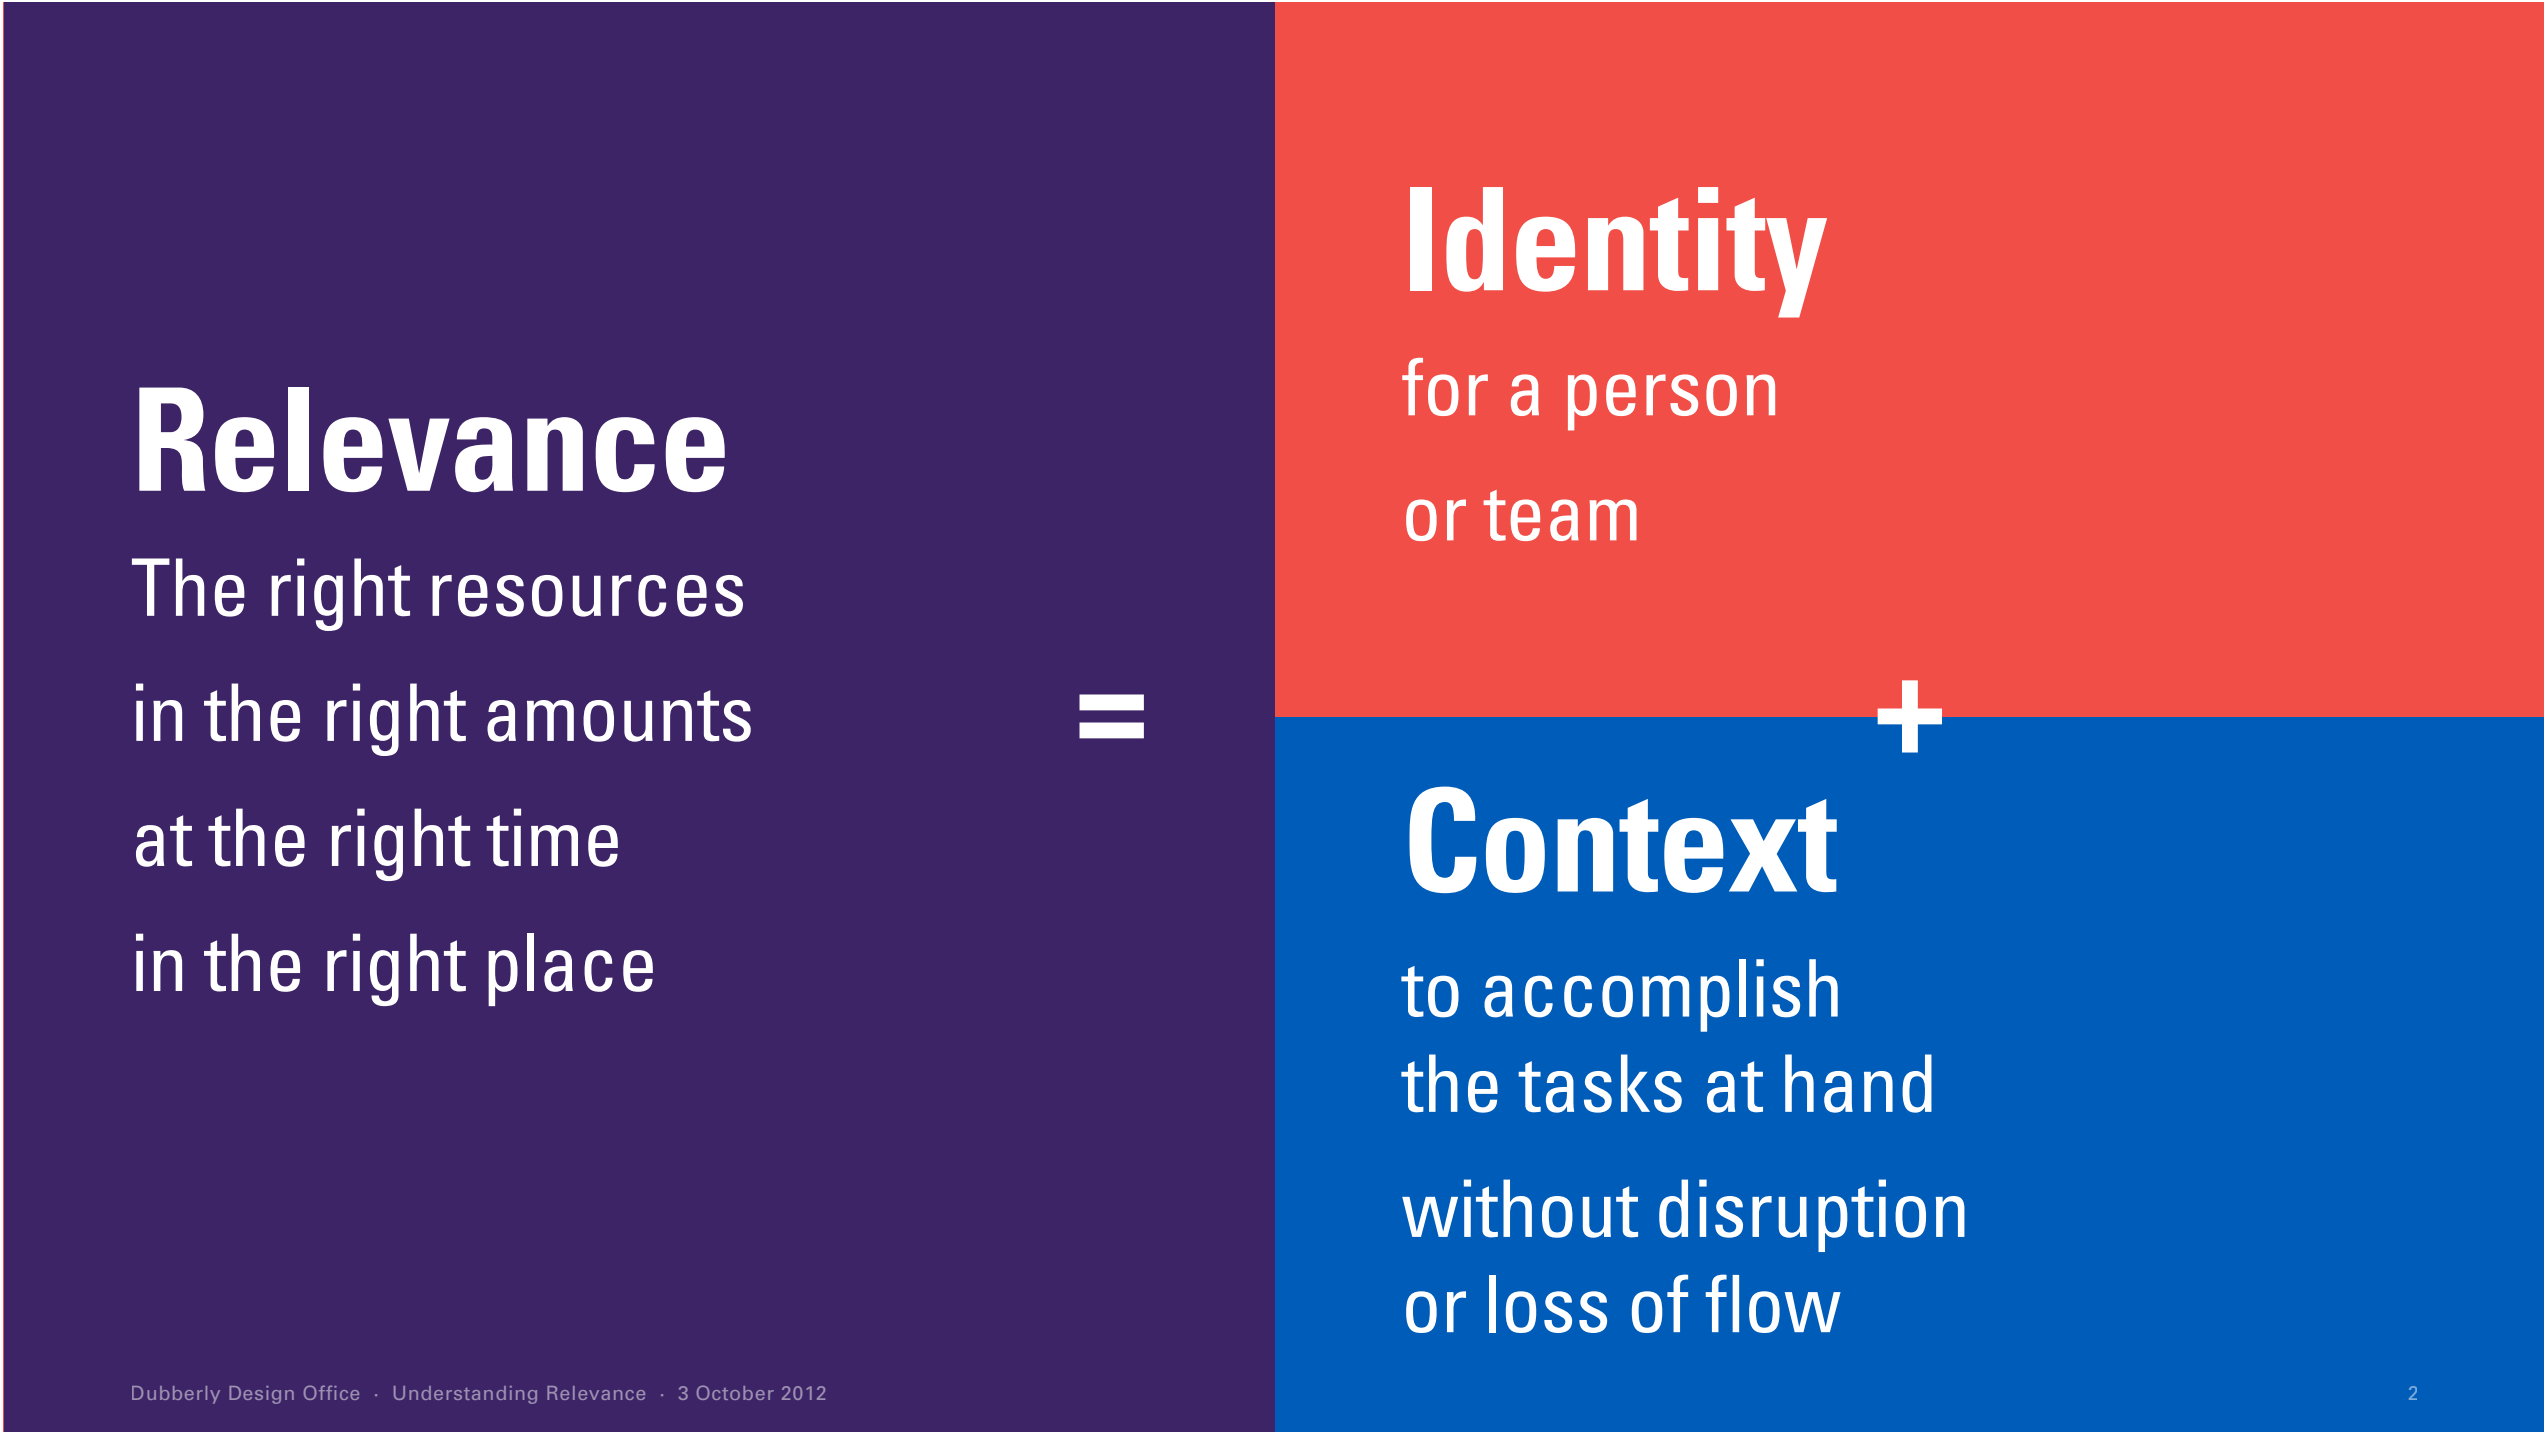 Relevance
The right resources
in the right amounts
at the right time
in the right place
=
Identity
for a person
or team
+
Context
to accomplish
the tasks at hand
without disruption
or loss of flow
Dubberly Design Office · Understanding Relevance · 3 October 2012
2